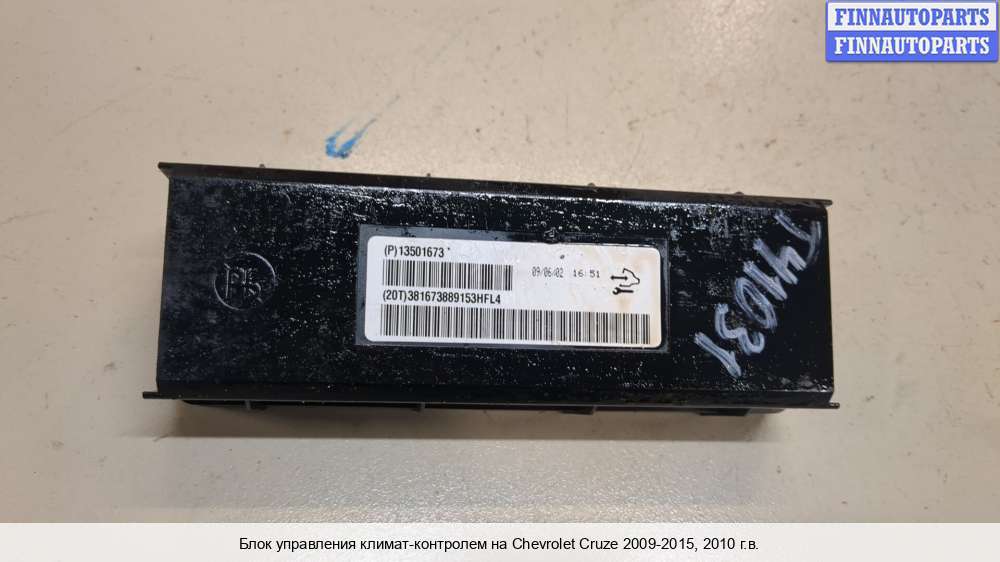 FINNAUTOPARTS
FINNAUTOPARTS
(P)13501673
09/06/02 16:51
(20T)381673889153HFL4
T41031
Блок управления климат-контролем на Chevrolet Cruze 2009-2015, 2010 г.в.